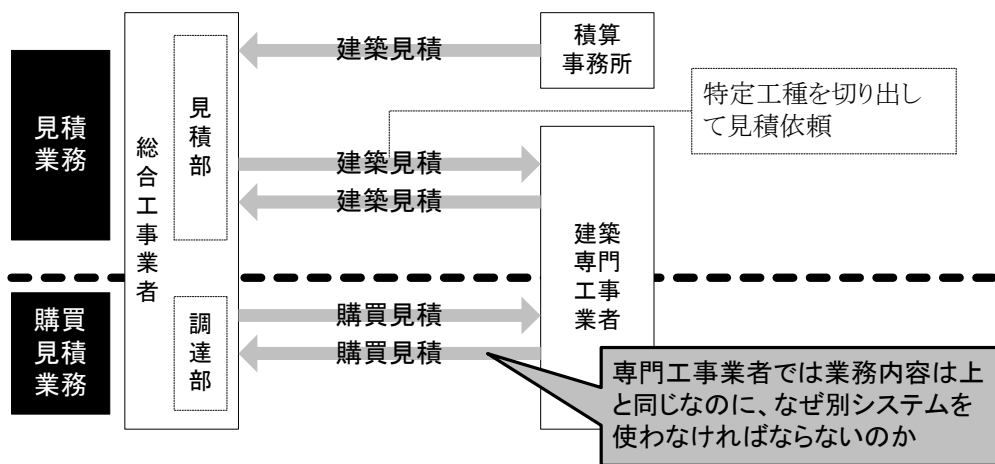 見積
業務
総合工事業者
見積部
建築見積
積算
事務所
特定工種を切り出し
て見積依頼
建築見積
建築見積
建築
専門
工事
業者
購買
見積
業務
調達部
購買見積
購買見積
専門工事業者では業務内容は上
と同じなのに、なぜ別システムを
使わなければならないのか